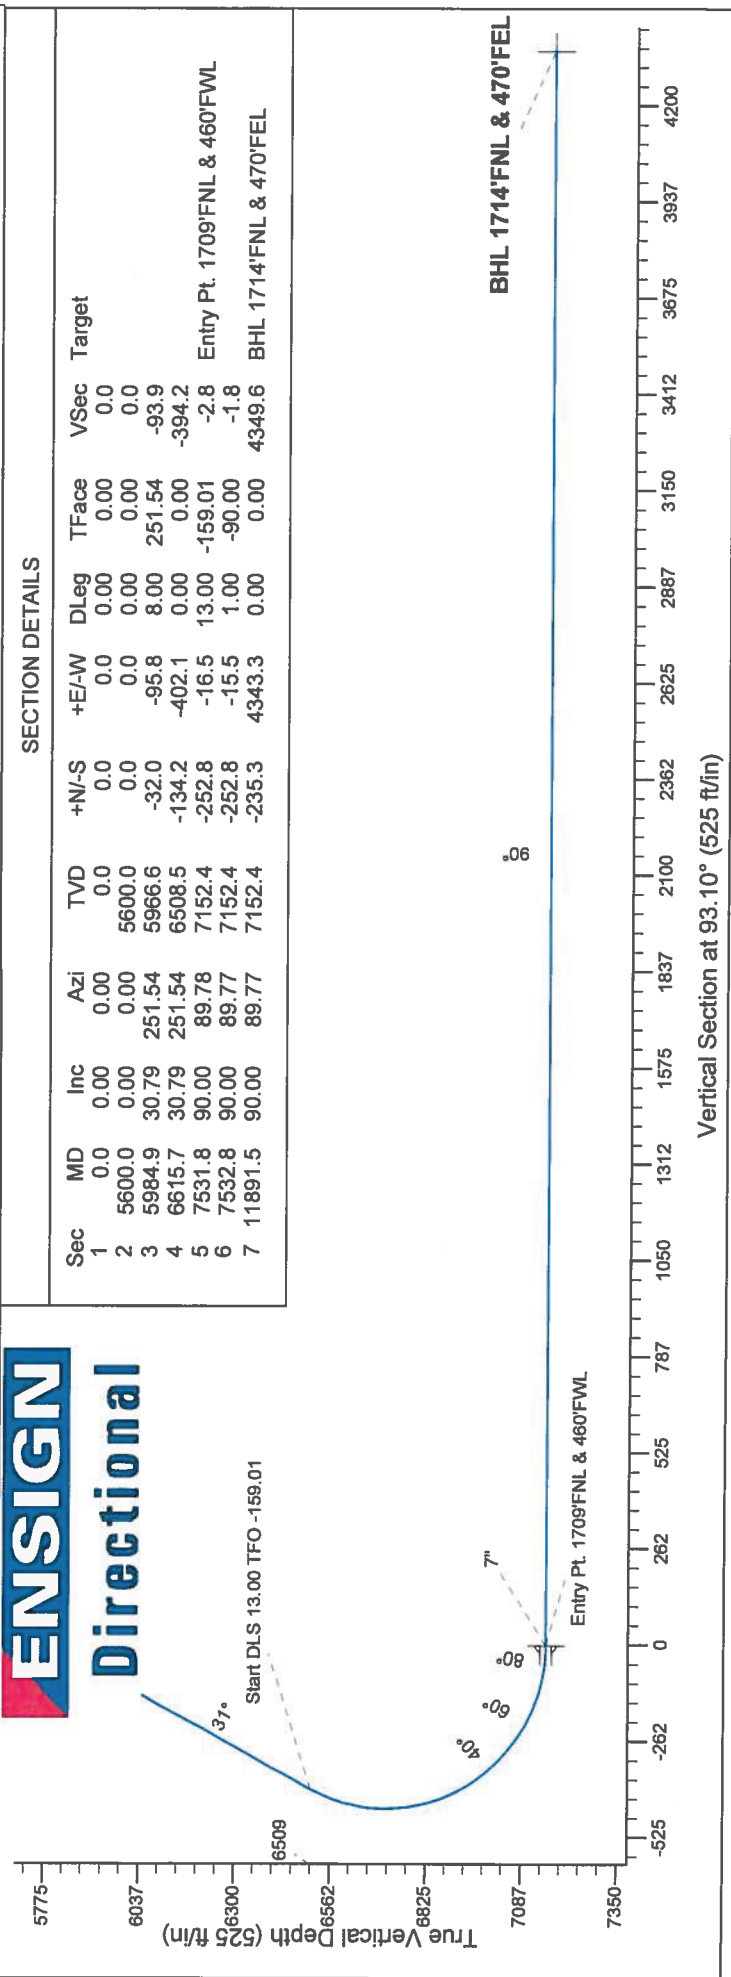 ENSIGN
Directional
SECTION DETAILS
Sec MD Inc Azi TVD +N/-S +E/-W DLeg TFace VSec Target
1 0.0 0.00 0.00 0.0 0.0 0.0 0.00 0.00 0.0
2 5600.0 0.00 0.00 5600.0 0.0 0.0 0.00 0.00 0.0
3 5984.9 30.79 251.54 5966.6 -32.0 -95.8 8.00 251.54 -93.9
4 6615.7 30.79 251.54 6508.5 -134.2 -402.1 0.00 0.00 -394.2
5 7531.8 90.00 89.78 7152.4 -252.8 -16.5 13.00 -159.01 -2.8 Entry Pt. 1709'FNL & 460'FWL
6 7532.8 90.00 89.77 7152.4 -252.8 -15.5 1.00 -90.00 -1.8
7 11891.5 90.00 89.77 7152.4 -235.3 4343.3 0.00 0.00 4349.6 BHL 1714'FNL & 470'FEL
5775
6037
6300
6562
6825
7087
7350
True Vertical Depth (525 ft/in)
6509
31°
Start DLS 13.00 TFO -159.01
40°
60°
80°
7"
Entry Pt. 1709'FNL & 460'FWL
90°
BHL 1714'FNL & 470'FEL
-525 -262 0 262 525 787 1050 1312 1575 1837 2100 2362 2625 2887 3150 3412 3675 3937 4200
Vertical Section at 93.10° (525 ft/in)